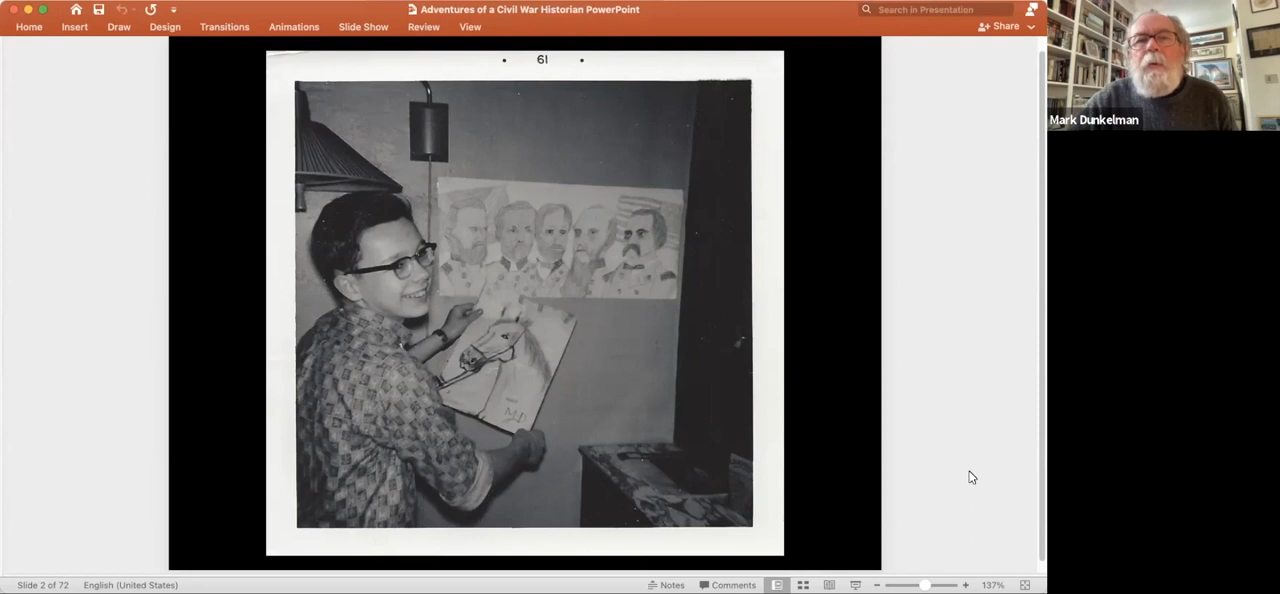 Adventures of a Civil War Historian PowerPoint
Search in Presentation
Home Insert Draw Design Transitions Animations Slide Show Review View
Share
• 61 •
MD
Mark Dunkelman
Slide 2 of 72 English (United States)
Notes Comments
137%